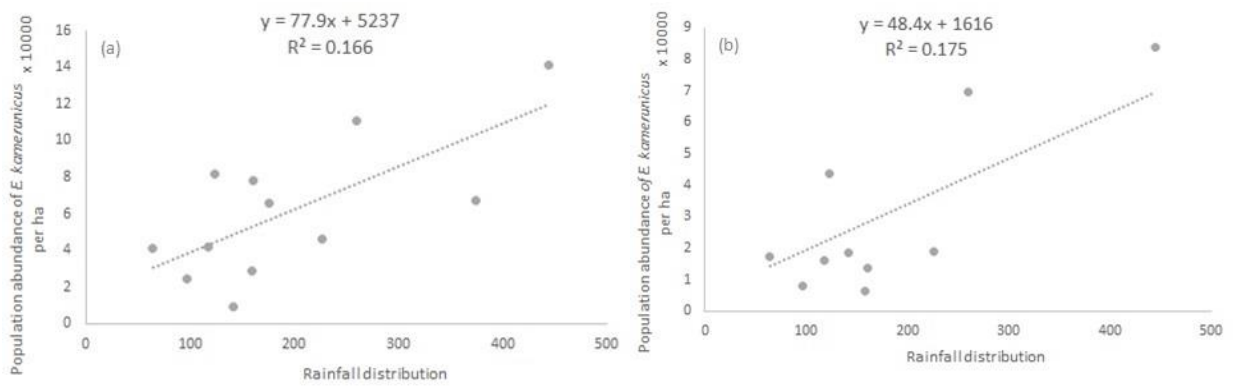 y = 77.9x + 5237
R² = 0.166
(a)
x 10000
Population abundance of E kamerunicus
per ha
16
14
12
10
8
6
4
2
0
0 100 200 300 400 500
Rainfall distribution
y = 48.4x + 1616
R² = 0.175
(b)
x 10000
Population abundance of E kamerunicus
per ha
9
8
7
6
5
4
3
2
1
0
0 100 200 300 400 500
Rainfall distribution